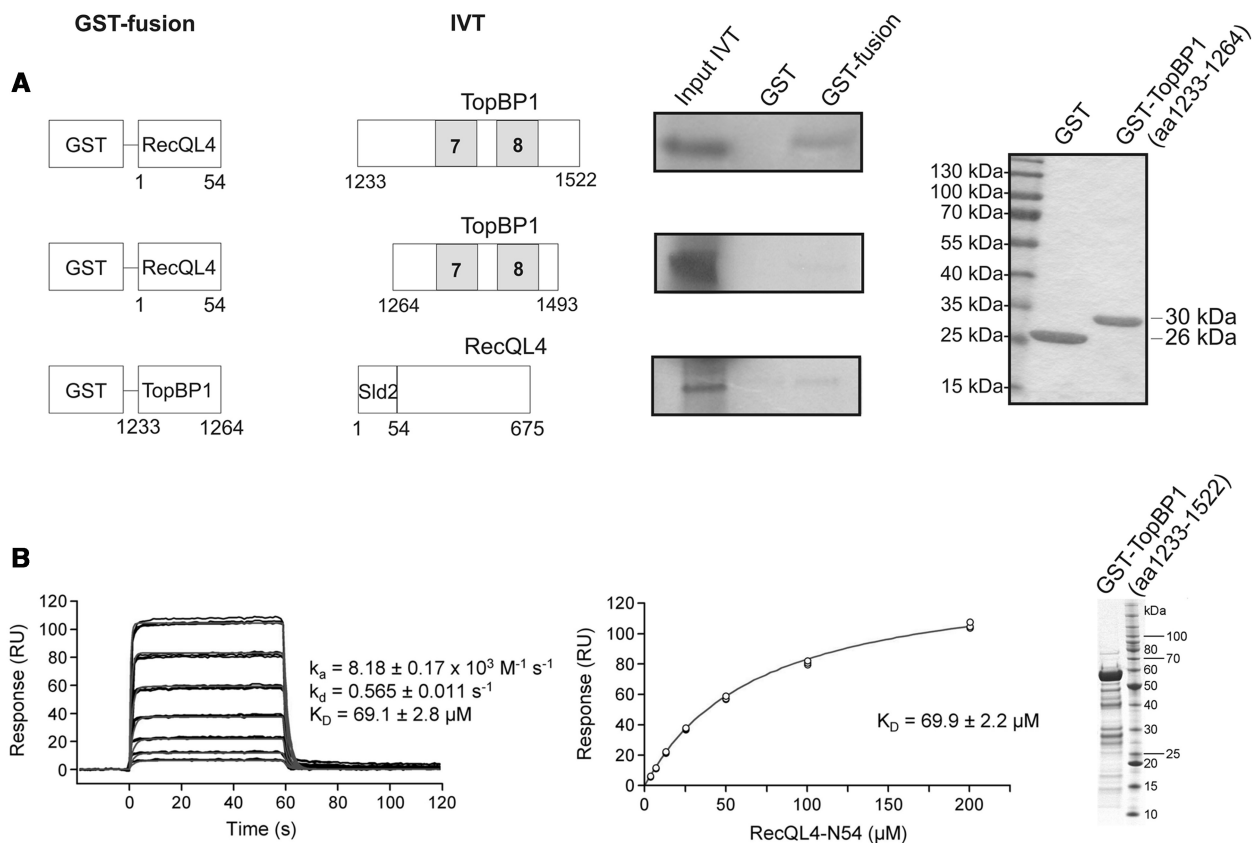 GST-fusion
IVT
A
GST
RecQL4
1
54
TopBP1
7
8
1233
1522
GST
RecQL4
1
54
TopBP1
7
8
1264
1493
GST
TopBP1
1233
1264
RecQL4
Sld2
1
54
675
Input IVT
GST
GST-fusion
GST
GST-TopBP1
(aa1233-1264)
130 kDa
100 kDa
70 kDa
55 kDa
40 kDa
35 kDa
25 kDa
15 kDa
30 kDa
26 kDa
B
Response (RU)
120
100
80
60
40
20
0
0 20 40 60 80 100 120
Time (s)
kₐ = 8.18 ± 0.17 x 10³ M⁻¹ s⁻¹
k_d = 0.565 ± 0.011 s⁻¹
K_D = 69.1 ± 2.8 µM
Response (RU)
120
100
80
60
40
20
0
0 50 100 150 200
RecQL4-N54 (µM)
K_D = 69.9 ± 2.2 µM
GST-TopBP1
(aa1233-1522)
kDa
100
80
70
60
50
40
30
25
20
15
10